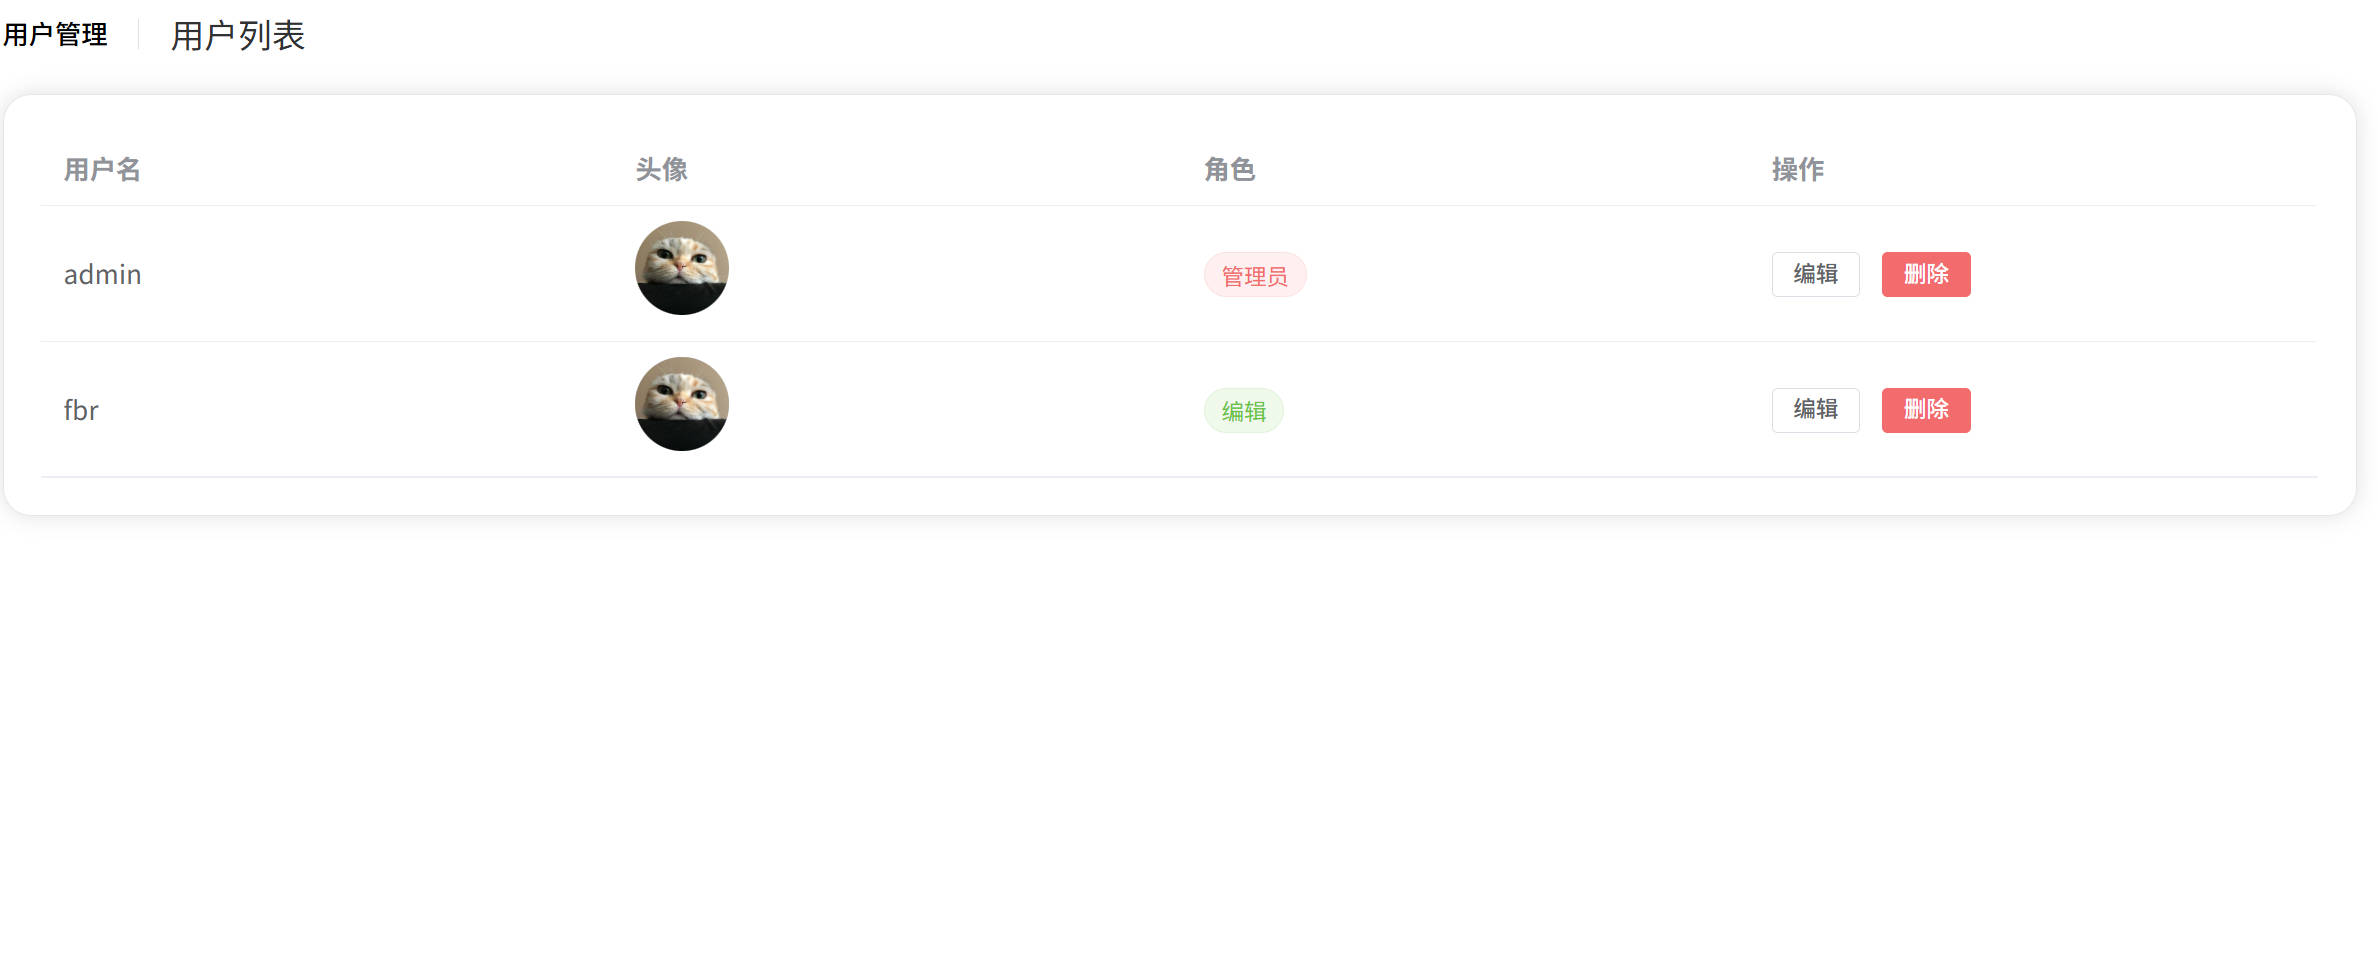 用户管理 用户列表
用户名 头像 角色 操作
admin 管理员 编辑 删除
fbr 编辑 编辑 删除